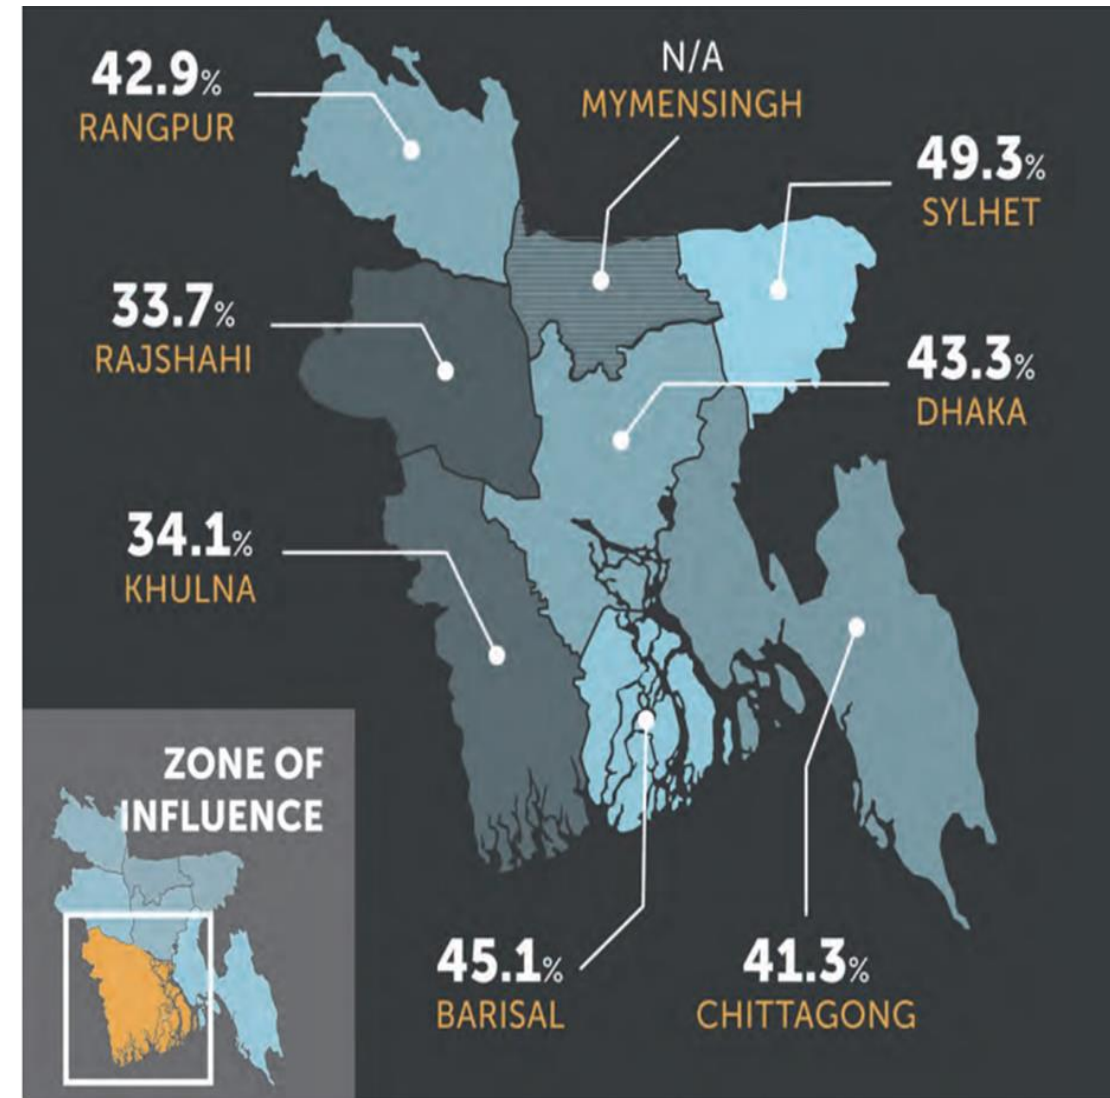 42.9%
RANGPUR
N/A
MYMENSINGH
49.3%
SYLHET
33.7%
RAJSHAHI
43.3%
DHAKA
34.1%
KHULNA
ZONE OF
INFLUENCE
45.1%
BARISAL
41.3%
CHITTAGONG